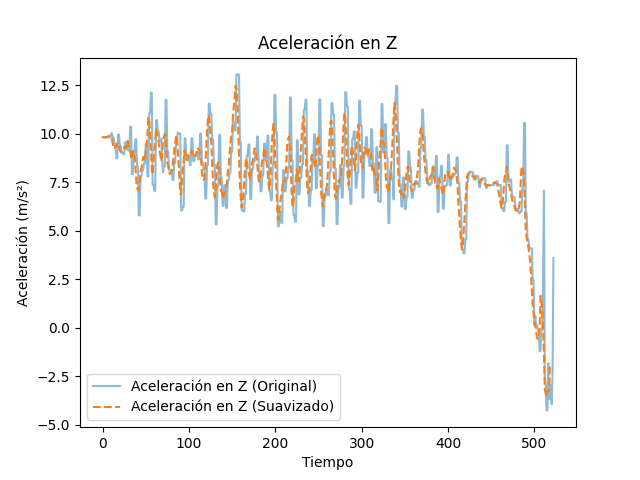 Aceleración en Z
12.5
10.0
7.5
5.0
2.5
0.0
−2.5
−5.0
Aceleración (m/s²)
Aceleración en Z (Original)
Aceleración en Z (Suavizado)
0 100 200 300 400 500
Tiempo